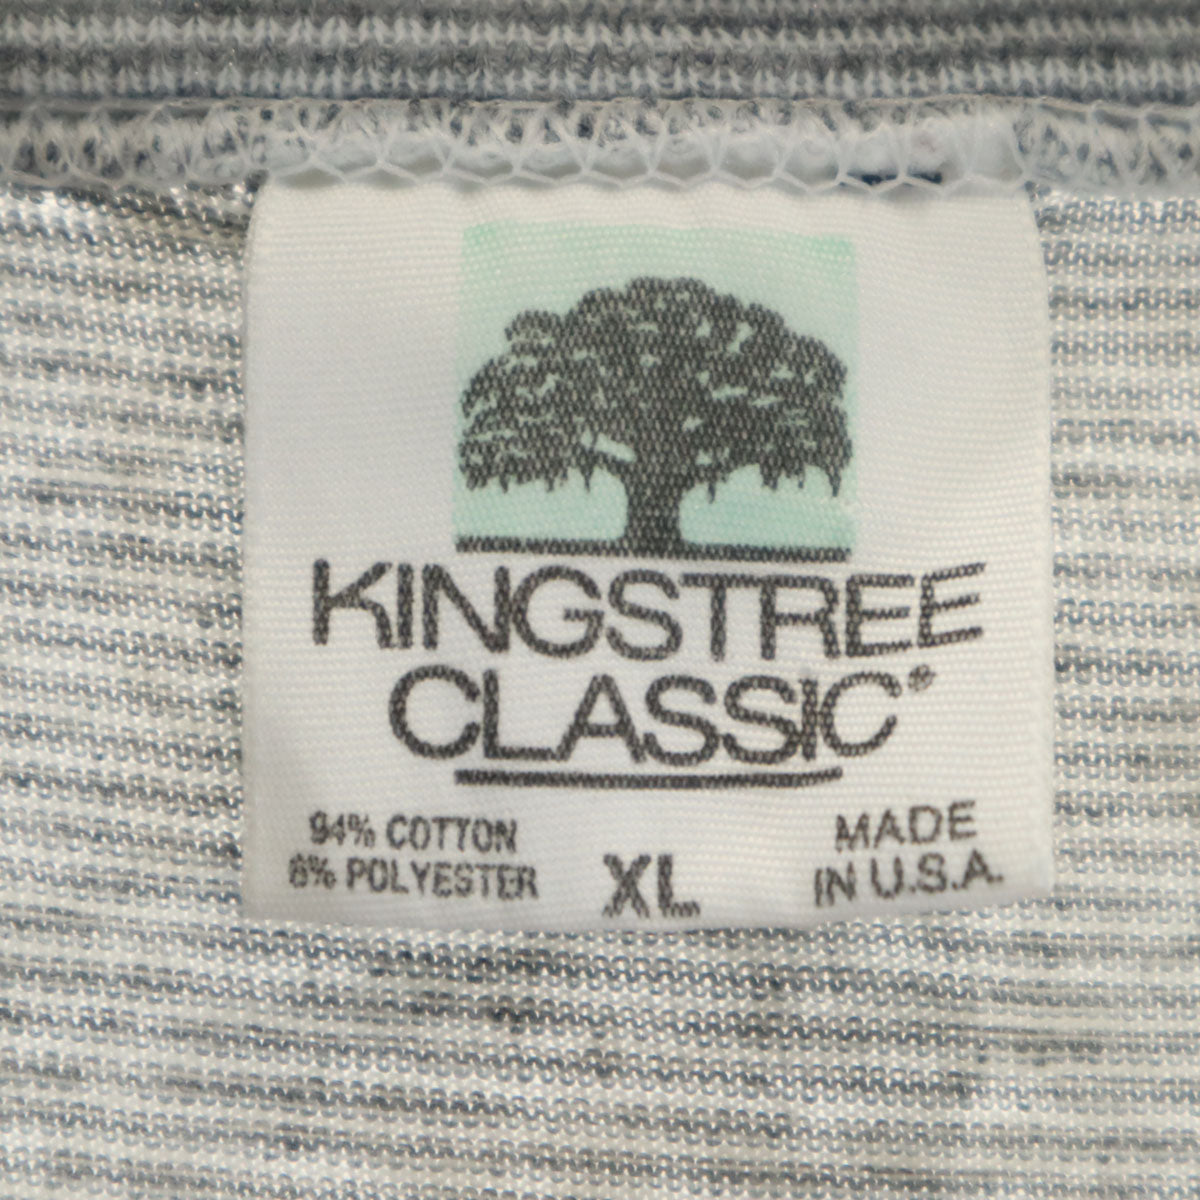 KINGSTREE
CLASSIC®
94% COTTON
6% POLYESTER
XL
MADE
IN U.S.A.